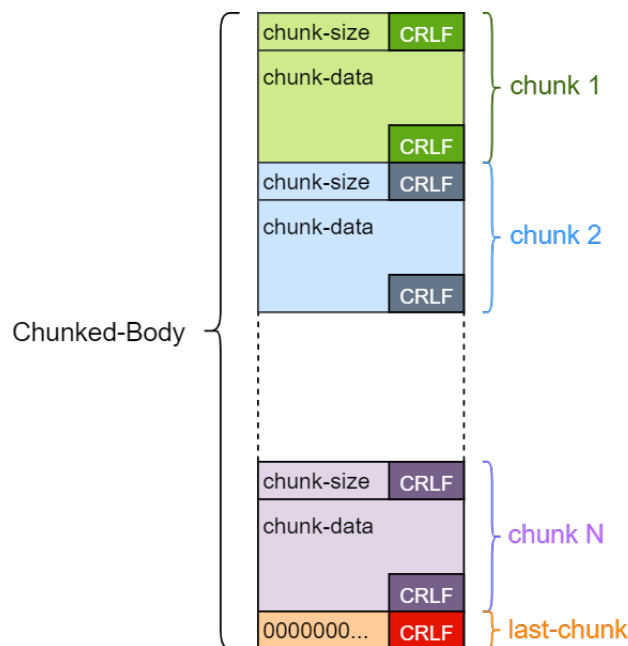 chunk-size CRLF
chunk-data
chunk 1
CRLF
chunk-size CRLF
chunk-data
chunk 2
CRLF
Chunked-Body
chunk-size CRLF
chunk-data
chunk N
CRLF
0000000... CRLF
last-chunk